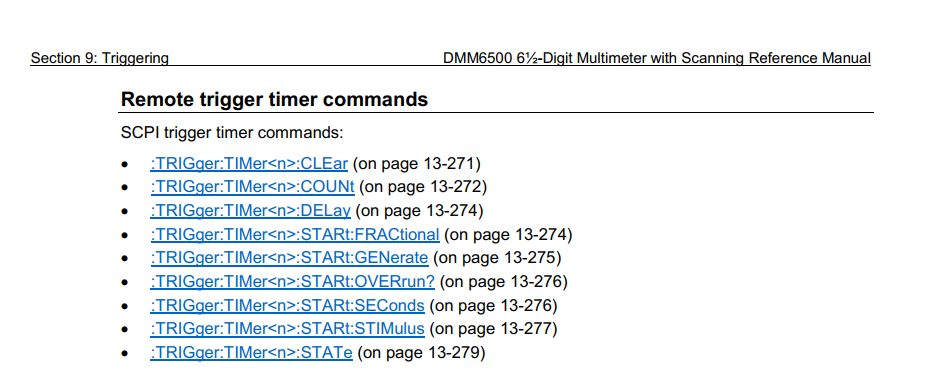 Section 9: Triggering DMM6500 6½-Digit Multimeter with Scanning Reference Manual
Remote trigger timer commands
SCPI trigger timer commands:
• :TRIGger:TIMer<n>:CLEar (on page 13-271)
• :TRIGger:TIMer<n>:COUNt (on page 13-272)
• :TRIGger:TIMer<n>:DELay (on page 13-274)
• :TRIGger:TIMer<n>:STARt:FRACtional (on page 13-274)
• :TRIGger:TIMer<n>:STARt:GENerate (on page 13-275)
• :TRIGger:TIMer<n>:STARt:OVERrun? (on page 13-276)
• :TRIGger:TIMer<n>:STARt:SEConds (on page 13-276)
• :TRIGger:TIMer<n>:STARt:STIMulus (on page 13-277)
• :TRIGger:TIMer<n>:STATe (on page 13-279)